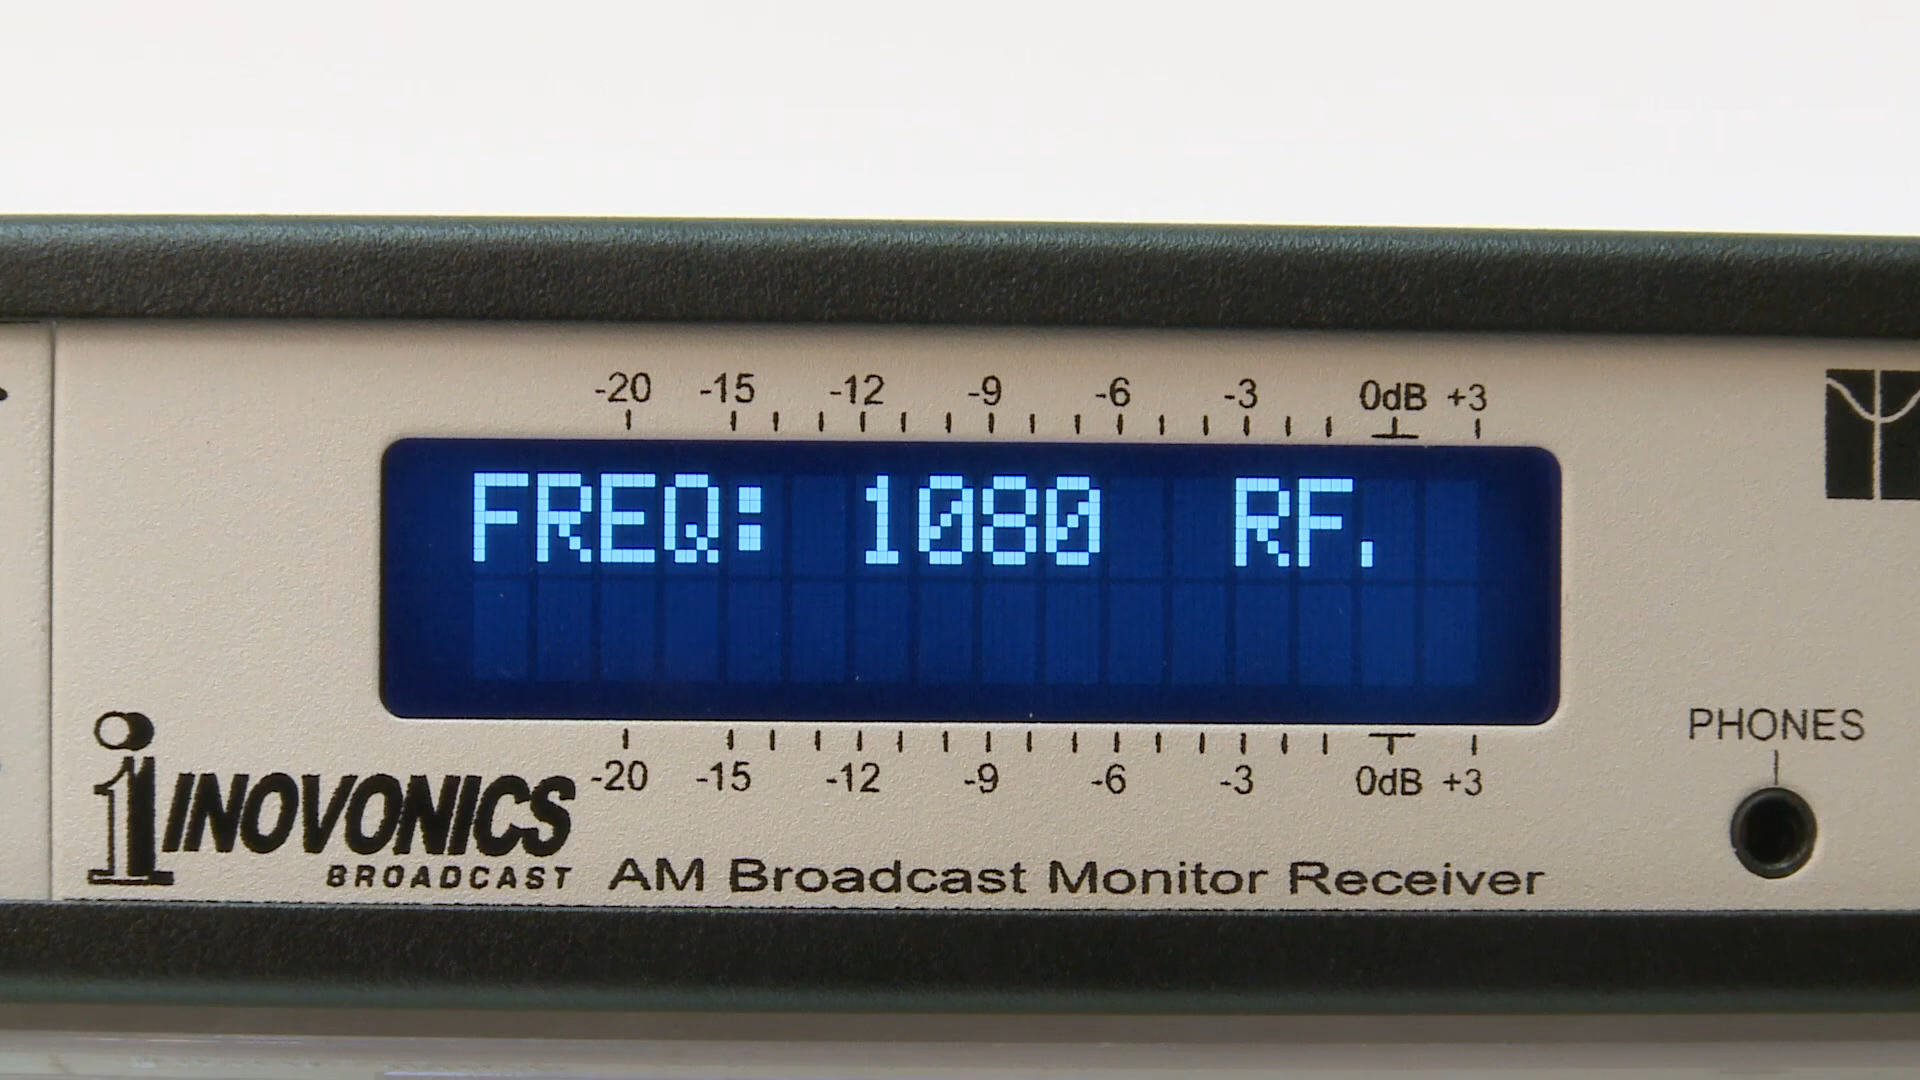 -20 -15 -12 -9 -6 -3 0dB +3
FREQ: 1080 RF.
-20 -15 -12 -9 -6 -3 0dB +3
PHONES
i INOVONICS
BROADCAST
AM Broadcast Monitor Receiver